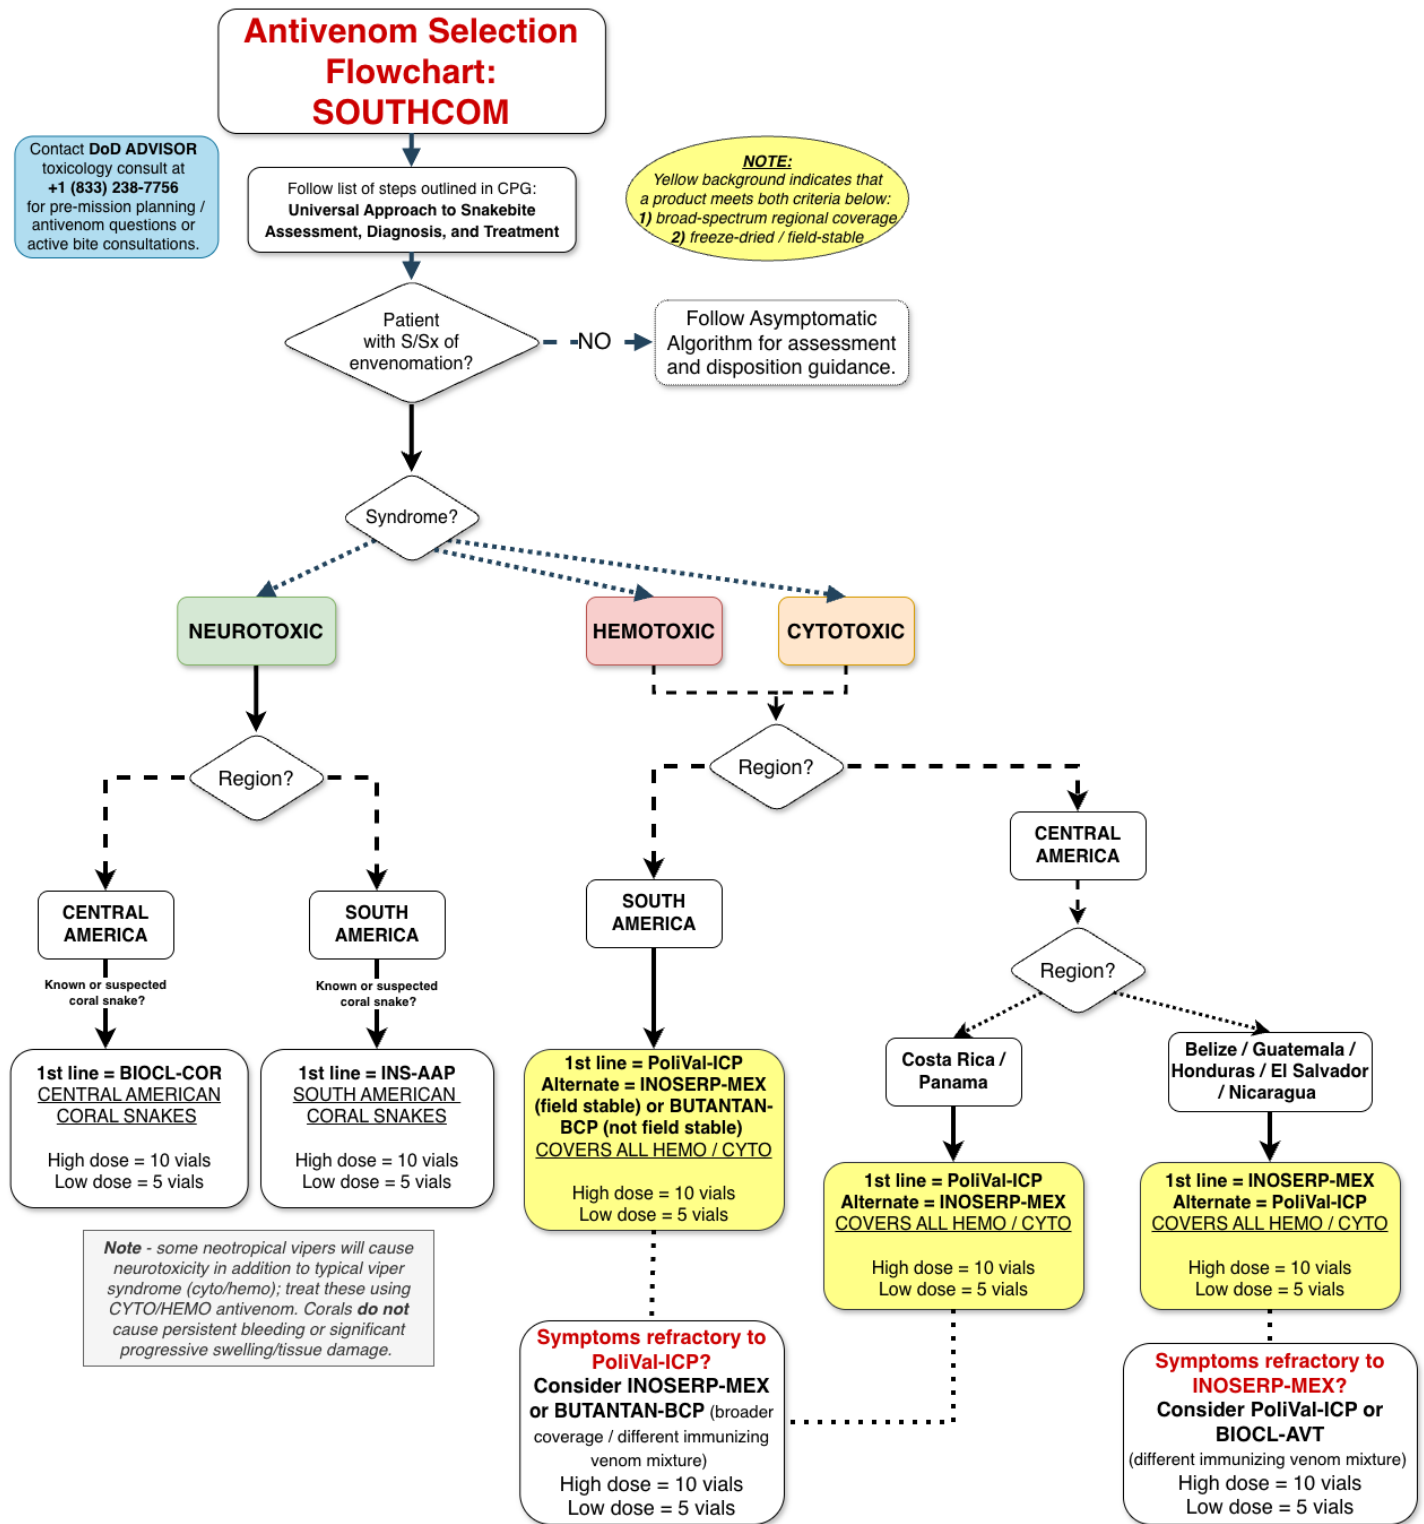 Antivenom Selection
Flowchart:
SOUTHCOM
Contact DoD ADVISOR
toxicology consult at
+1 (833) 238-7756
for pre-mission planning /
antivenom questions or
active bite consultations.
Follow list of steps outlined in CPG:
Universal Approach to Snakebite
Assessment, Diagnosis, and Treatment
NOTE:
Yellow background indicates that
a product meets both criteria below:
1) broad-spectrum regional coverage
2) freeze-dried / field-stable
Patient
with S/Sx of
envenomation?
NO
Follow Asymptomatic
Algorithm for assessment
and disposition guidance.
Syndrome?
NEUROTOXIC
HEMOTOXIC
CYTOTOXIC
Region?
Region?
CENTRAL
AMERICA
SOUTH
AMERICA
SOUTH
AMERICA
CENTRAL
AMERICA
Known or suspected
coral snake?
Known or suspected
coral snake?
Region?
Costa Rica /
Panama
Belize / Guatemala /
Honduras / El Salvador
/ Nicaragua
1st line = BIOCL-COR
CENTRAL AMERICAN
CORAL SNAKES
High dose = 10 vials
Low dose = 5 vials
1st line = INS-AAP
SOUTH AMERICAN
CORAL SNAKES
High dose = 10 vials
Low dose = 5 vials
1st line = PoliVal-ICP
Alternate = INOSERP-MEX
(field stable) or BUTANTAN-
BCP (not field stable)
COVERS ALL HEMO / CYTO
High dose = 10 vials
Low dose = 5 vials
1st line = PoliVal-ICP
Alternate = INOSERP-MEX
COVERS ALL HEMO / CYTO
High dose = 10 vials
Low dose = 5 vials
1st line = INOSERP-MEX
Alternate = PoliVal-ICP
COVERS ALL HEMO / CYTO
High dose = 10 vials
Low dose = 5 vials
Note - some neotropical vipers will cause
neurotoxicity in addition to typical viper
syndrome (cyto/hemo); treat these using
CYTO/HEMO antivenom. Corals do not
cause persistent bleeding or significant
progressive swelling/tissue damage.
Symptoms refractory to
PoliVal-ICP?
Consider INOSERP-MEX
or BUTANTAN-BCP (broader
coverage / different immunizing
venom mixture)
High dose = 10 vials
Low dose = 5 vials
Symptoms refractory to
INOSERP-MEX?
Consider PoliVal-ICP or
BIOCL-AVT
(different immunizing venom mixture)
High dose = 10 vials
Low dose = 5 vials